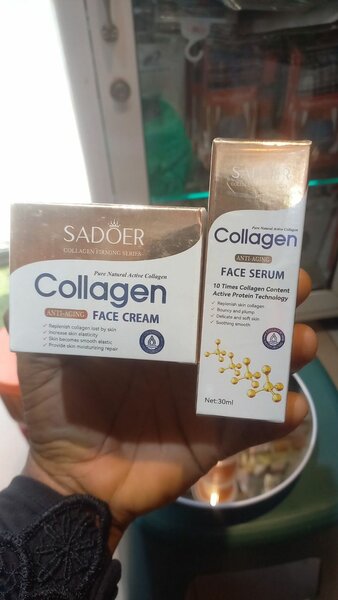 SADOER
COLLAGEN FIRMING SERIES
Pure Natural Active Collagen
Collagen
ANTI-AGING FACE CREAM
✓ Replenish collagen lost by skin
✓ Increase skin elasticity
✓ Skin becomes smooth elastic
✓ Provide skin moisturizing repair
SADOER
Pure Natural Active Collagen
Collagen
ANTI-AGING
FACE SERUM
10 Times Collagen Content
Active Protein Technology
✓ Replenish skin collagen
✓ Bouncy and plump
✓ Delicate and soft skin
✓ Soothing smooth
Net:30ml